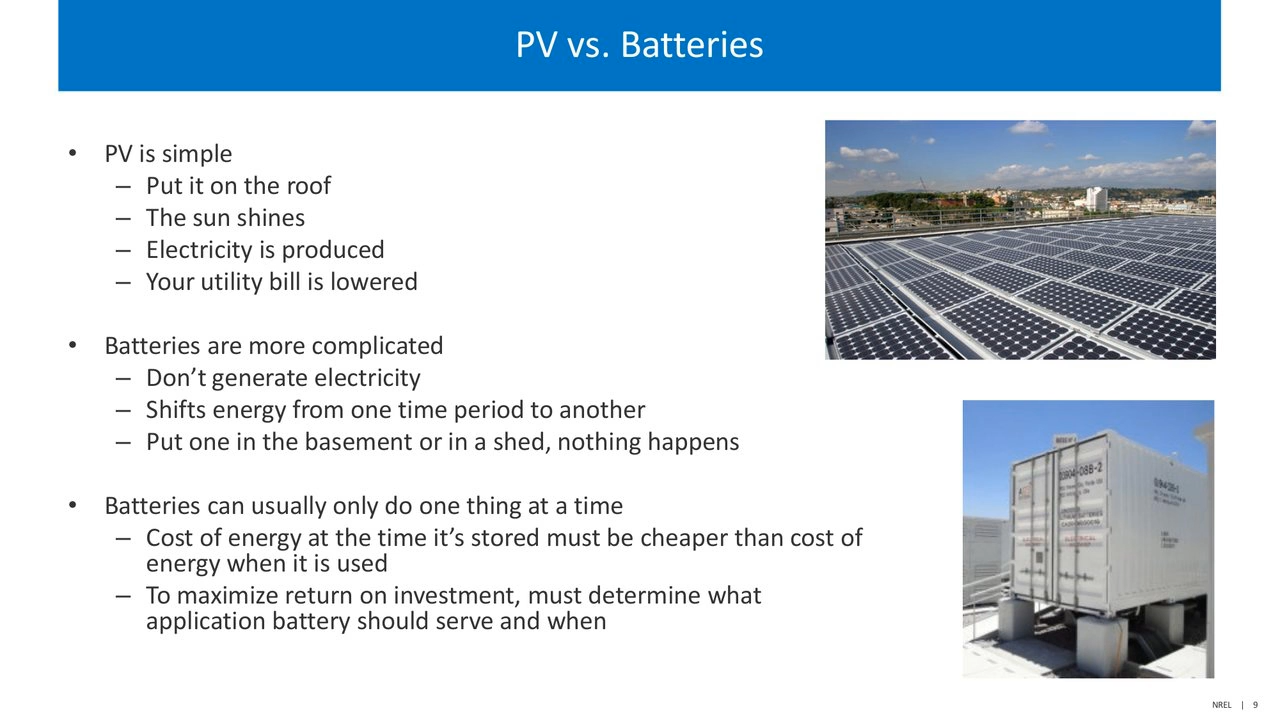 PV vs. Batteries
• PV is simple
– Put it on the roof
– The sun shines
– Electricity is produced
– Your utility bill is lowered
• Batteries are more complicated
– Don’t generate electricity
– Shifts energy from one time period to another
– Put one in the basement or in a shed, nothing happens
• Batteries can usually only do one thing at a time
– Cost of energy at the time it’s stored must be cheaper than cost of
energy when it is used
– To maximize return on investment, must determine what
application battery should serve and when
NREL | 9